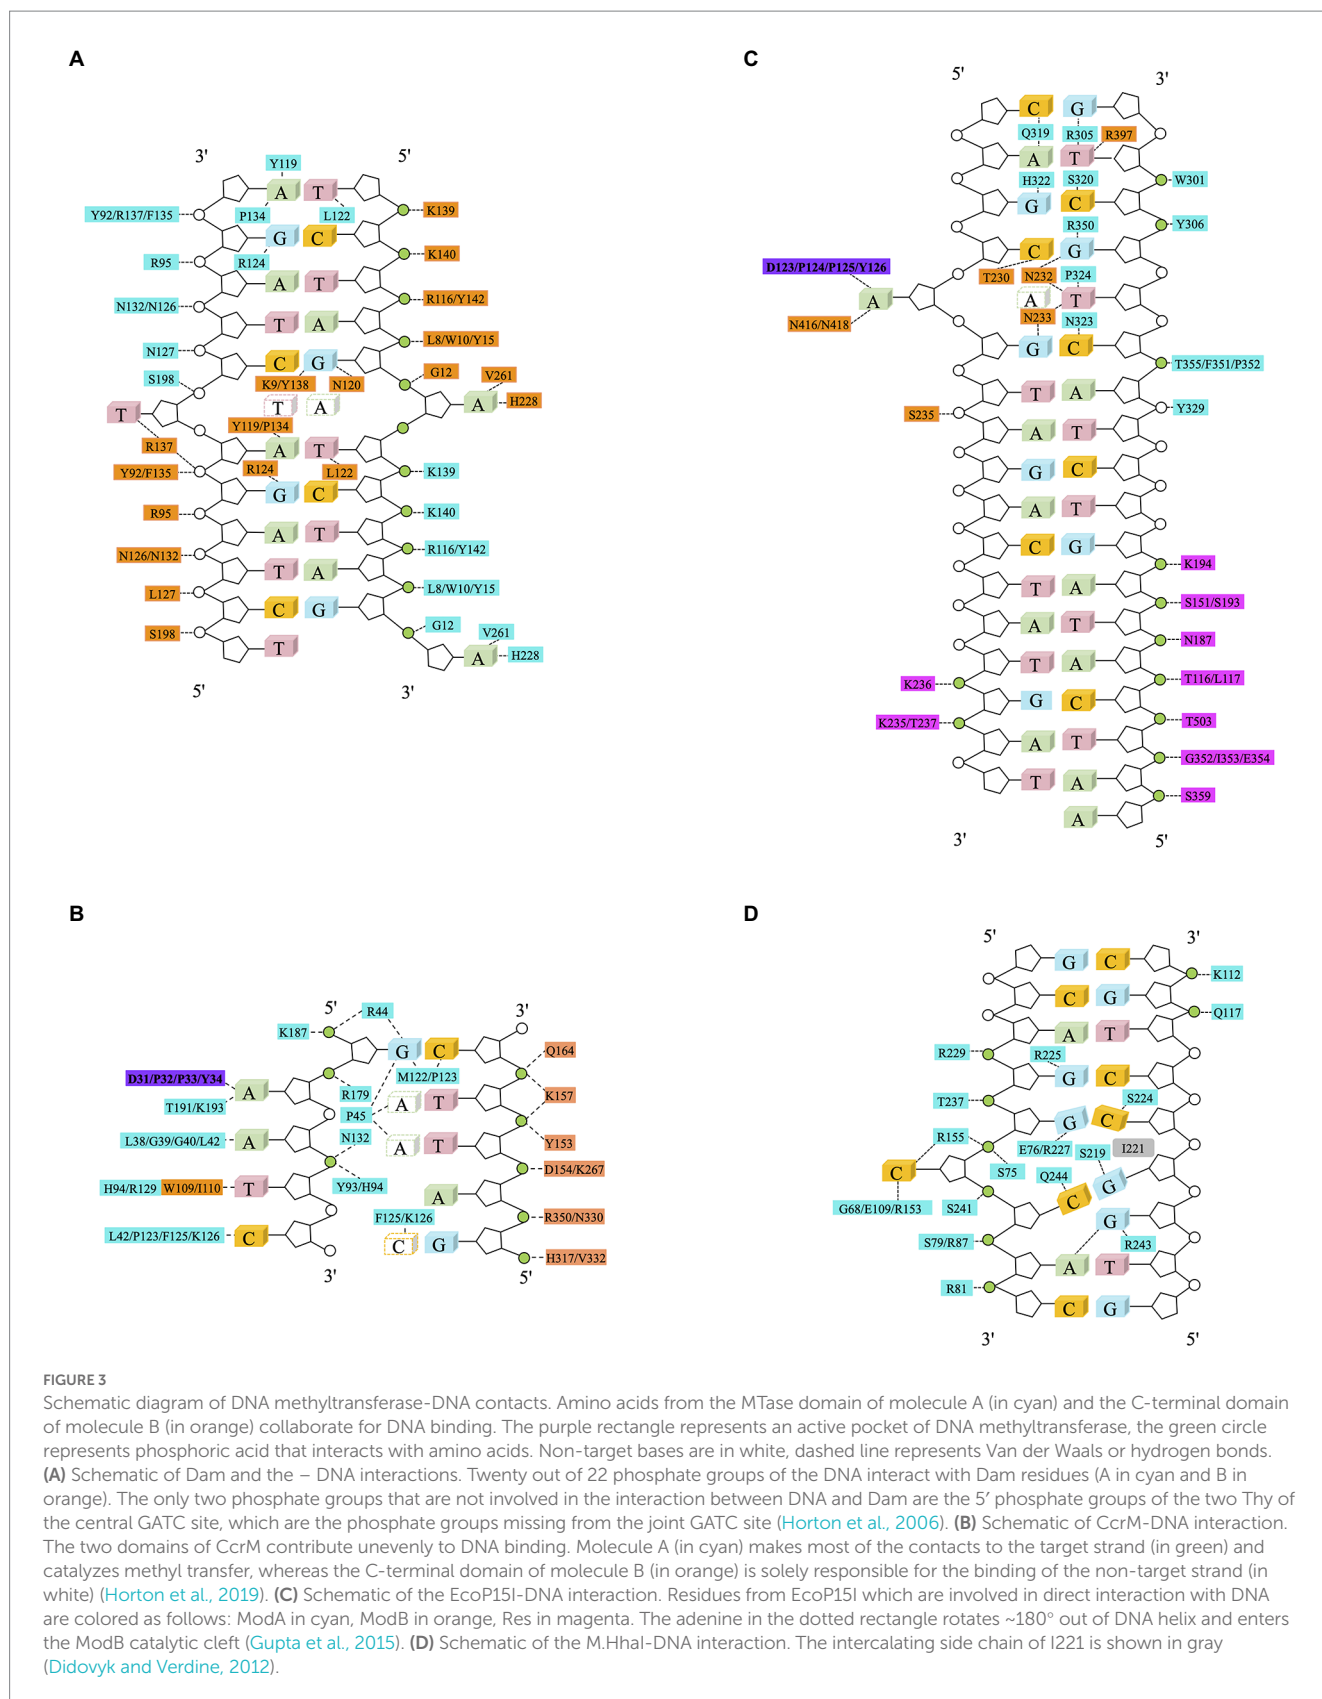 A
3'
5'
Y119
A T
Y92/R137/F135
P134
L122
K139
G C
R95
R124
K140
A T
N132/N126
R116/Y142
T A
N127
L8/W10/Y15
C G
S198
K9/Y138
N120
G12
V261
T
T A
A
H228
Y119/P134
R137
A T
Y92/F135
R124
L122
K139
G C
R95
K140
A T
N126/N132
R116/Y142
T A
L127
L8/W10/Y15
C G
S198
G12
V261
T
A
H228
5'
3'
C
5'
3'
C G
Q319
R305
R397
A T
H322
S320
W301
G C
R350
Y306
C G
D123/P124/P125/Y126
T230
N232
P324
A
A T
N416/N418
N233
N323
G C
T355/F351/P352
T A
S235
Y329
A T
G C
A T
C G
K194
T A
S151/S193
A T
N187
T A
K236
T116/L117
G C
K235/T237
T503
A T
G352/I353/E354
T A
S359
A
3'
5'
B
5'
3'
R44
K187
G C
Q164
M122/P123
D31/P32/P33/Y34
A
R179
K157
T191/K193
P45
A T
N132
L38/G39/G40/L42
A
A T
Y153
D154/K267
H94/R129
W109/I110
T
Y93/H94
A
F125/K126
R350/N330
L42/P123/F125/K126
C
C G
H317/V332
3'
5'
D
5'
3'
G C
K112
C G
Q117
A T
R229
R225
G C
T237
S224
G C
R155
E76/R227
S219
I221
C
S75
Q244
G
G68/E109/R153
S241
C
G
S79/R87
R243
A T
R81
C G
3'
5'
FIGURE 3
Schematic diagram of DNA methyltransferase-DNA contacts. Amino acids from the MTase domain of molecule A (in cyan) and the C-terminal domain
of molecule B (in orange) collaborate for DNA binding. The purple rectangle represents an active pocket of DNA methyltransferase, the green circle
represents phosphoric acid that interacts with amino acids. Non-target bases are in white, dashed line represents Van der Waals or hydrogen bonds.
(A) Schematic of Dam and the – DNA interactions. Twenty out of 22 phosphate groups of the DNA interact with Dam residues (A in cyan and B in
orange). The only two phosphate groups that are not involved in the interaction between DNA and Dam are the 5′ phosphate groups of the two Thy of
the central GATC site, which are the phosphate groups missing from the joint GATC site (Horton et al., 2006). (B) Schematic of CcrM-DNA interaction.
The two domains of CcrM contribute unevenly to DNA binding. Molecule A (in cyan) makes most of the contacts to the target strand (in green) and
catalyzes methyl transfer, whereas the C-terminal domain of molecule B (in orange) is solely responsible for the binding of the non-target strand (in
white) (Horton et al., 2019). (C) Schematic of the EcoP15I-DNA interaction. Residues from EcoP15I which are involved in direct interaction with DNA
are colored as follows: ModA in cyan, ModB in orange, Res in magenta. The adenine in the dotted rectangle rotates ~180° out of DNA helix and enters
the ModB catalytic cleft (Gupta et al., 2015). (D) Schematic of the M.HhaI-DNA interaction. The intercalating side chain of I221 is shown in gray
(Didovyk and Verdine, 2012).